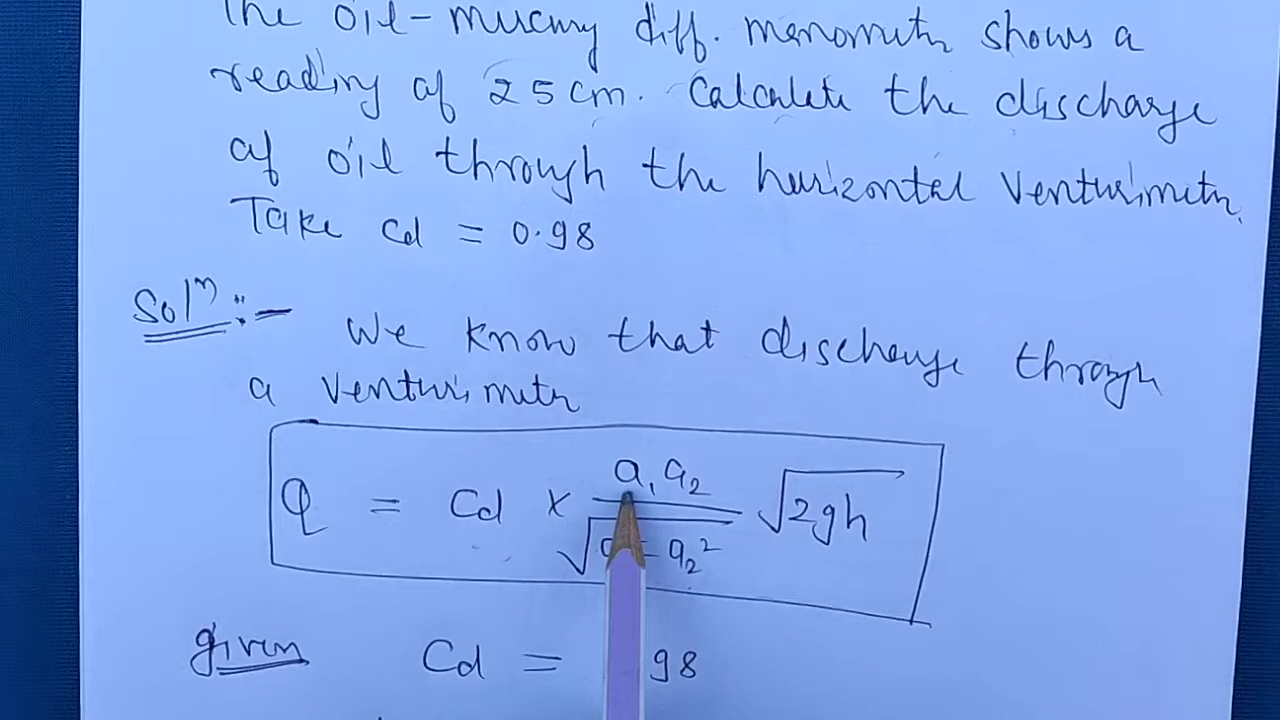 The oil-mercury diff. manometer shows a
reading of 25 cm. Calculate the discharge
of oil through the horizontal Venturimeter.
Take Cd = 0.98
Solⁿ :-
We know that discharge through
a venturimeter
Q = Cd × a₁a₂ / √ a₂² √2gh
given Cd = 98